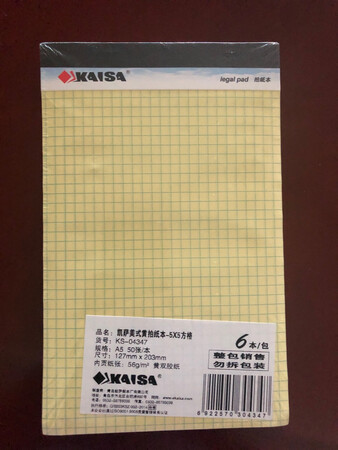 KAISA
legal pad 拍纸本
品名: 凯萨美式黄拍纸本-5X5方格
货号: KS-04347
规格: A5 50张/本
尺寸: 127mm x 203mm
内页纸张: 56g/m² 黄双胶纸
6本/包
整包销售
勿拆包装
KAISA
6922570504347